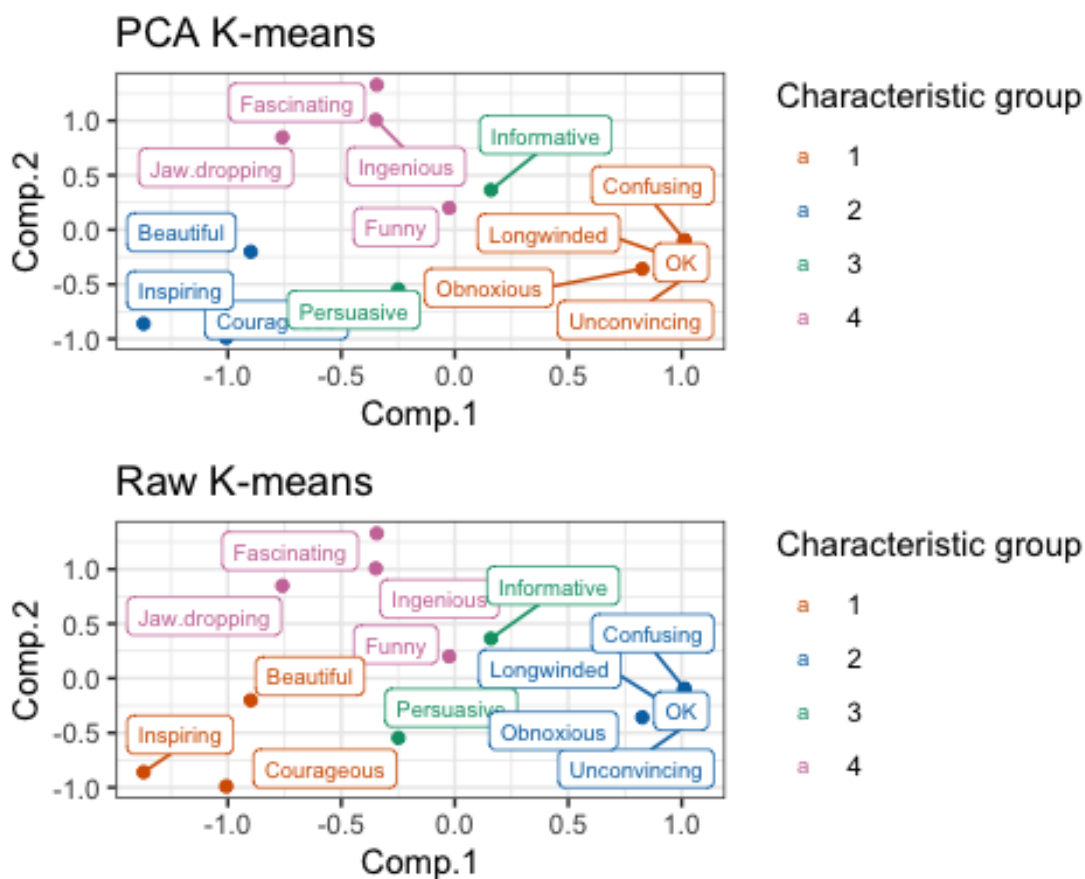 PCA K-means
Fascinating
Informative
Jaw.dropping
Ingenious
Confusing
Beautiful
Funny
Longwinded
OK
Inspiring
Obnoxious
Courag
Persuasive
Unconvincing
1.0
0.5
0.0
-0.5
-1.0
Comp.2
-1.0 -0.5 0.0 0.5 1.0
Comp.1
Characteristic group
a 1
a 2
a 3
a 4
Raw K-means
Fascinating
Informative
Ingenious
Jaw.dropping
Confusing
Funny
Beautiful
Longwinded
Persuasive
OK
Inspiring
Obnoxious
Courageous
Unconvincing
1.0
0.5
0.0
-0.5
-1.0
Comp.2
-1.0 -0.5 0.0 0.5 1.0
Comp.1
Characteristic group
a 1
a 2
a 3
a 4